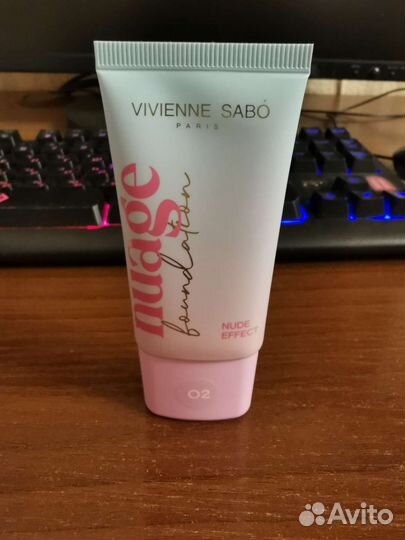 VIVIENNE SABÓ
PARIS
nuage
foundation
NUDE
EFFECT
02
Avito